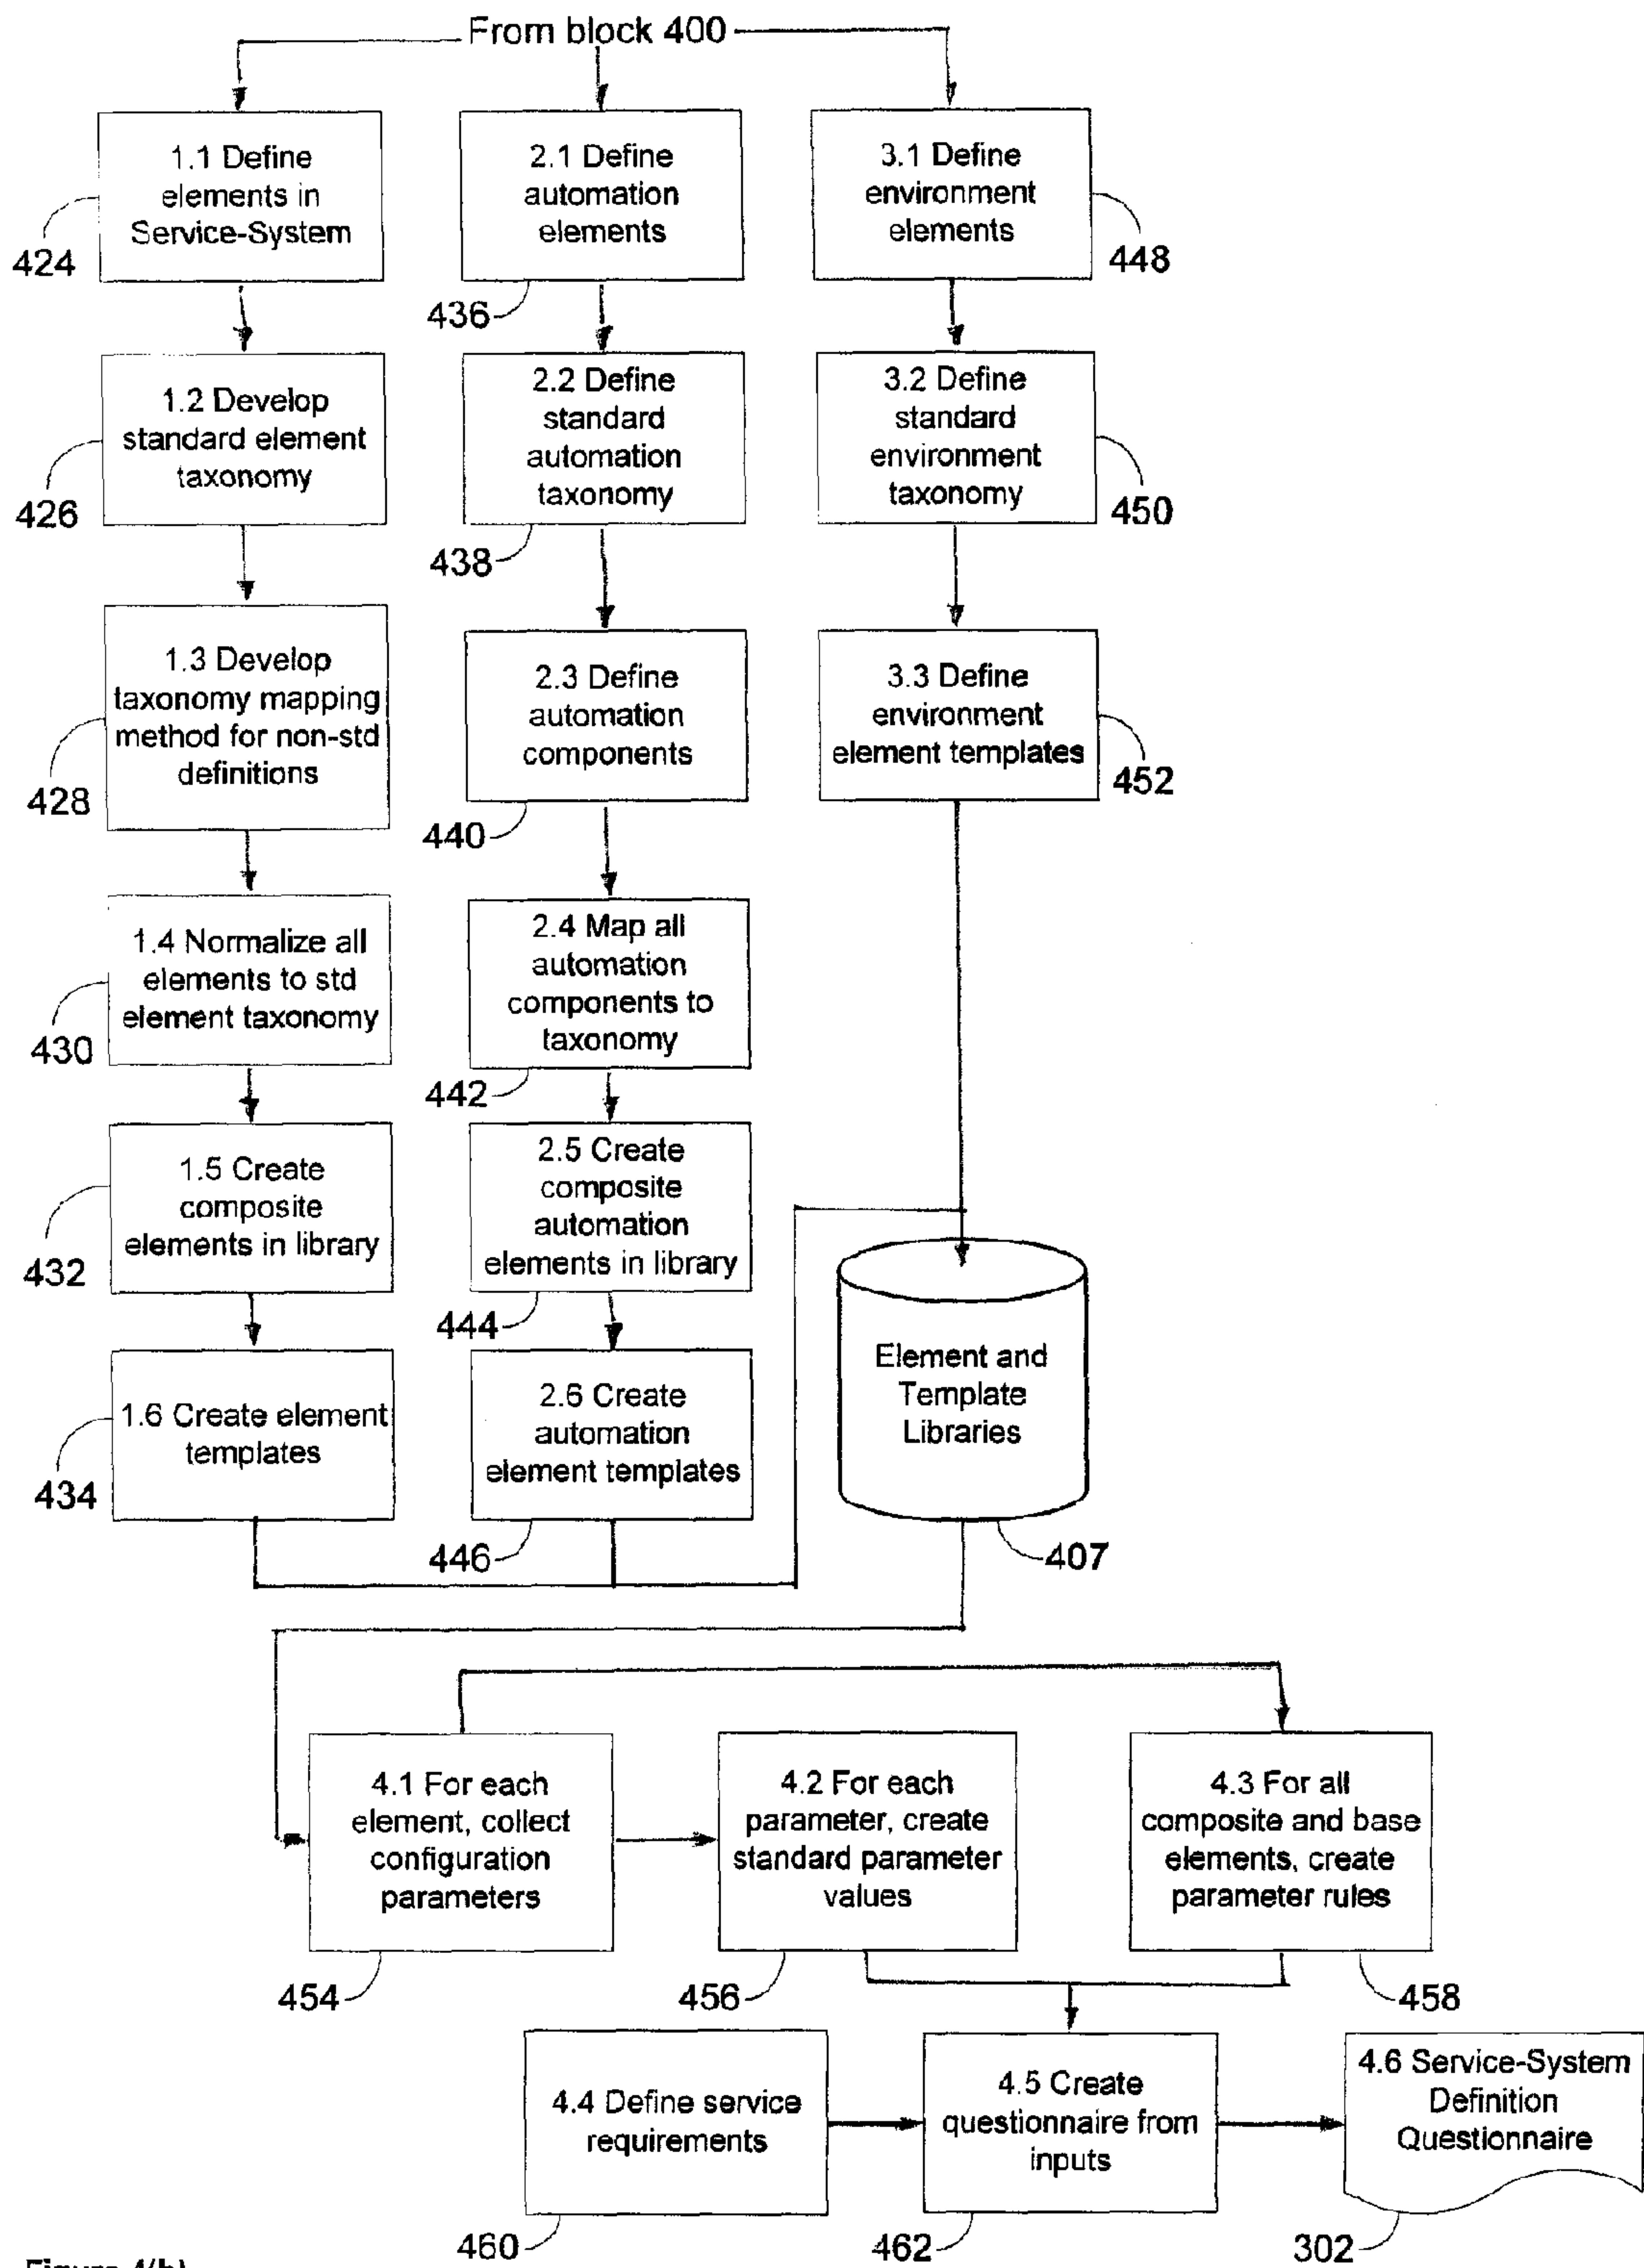 From block 400
1.1 Define
elements in
Service-System
424
2.1 Define
automation
elements
436
3.1 Define
environment
elements
448
1.2 Develop
standard element
taxonomy
426
2.2 Define
standard
automation
taxonomy
438
3.2 Define
standard
environment
taxonomy
450
1.3 Develop
taxonomy mapping
method for non-std
definitions
428
2.3 Define
automation
components
440
3.3 Define
environment
element templates
452
1.4 Normalize all
elements to std
element taxonomy
430
2.4 Map all
automation
components to
taxonomy
442
1.5 Create
composite
elements in library
432
2.5 Create
composite
automation
elements in library
444
1.6 Create element
templates
434
2.6 Create
automation
element templates
446
Element and
Template
Libraries
407
4.1 For each
element, collect
configuration
parameters
454
4.2 For each
parameter, create
standard parameter
values
456
4.3 For all
composite and base
elements, create
parameter rules
458
4.4 Define service
requirements
460
4.5 Create
questionnaire from
inputs
462
4.6 Service-System
Definition
Questionnaire
302
Figure 4(b)